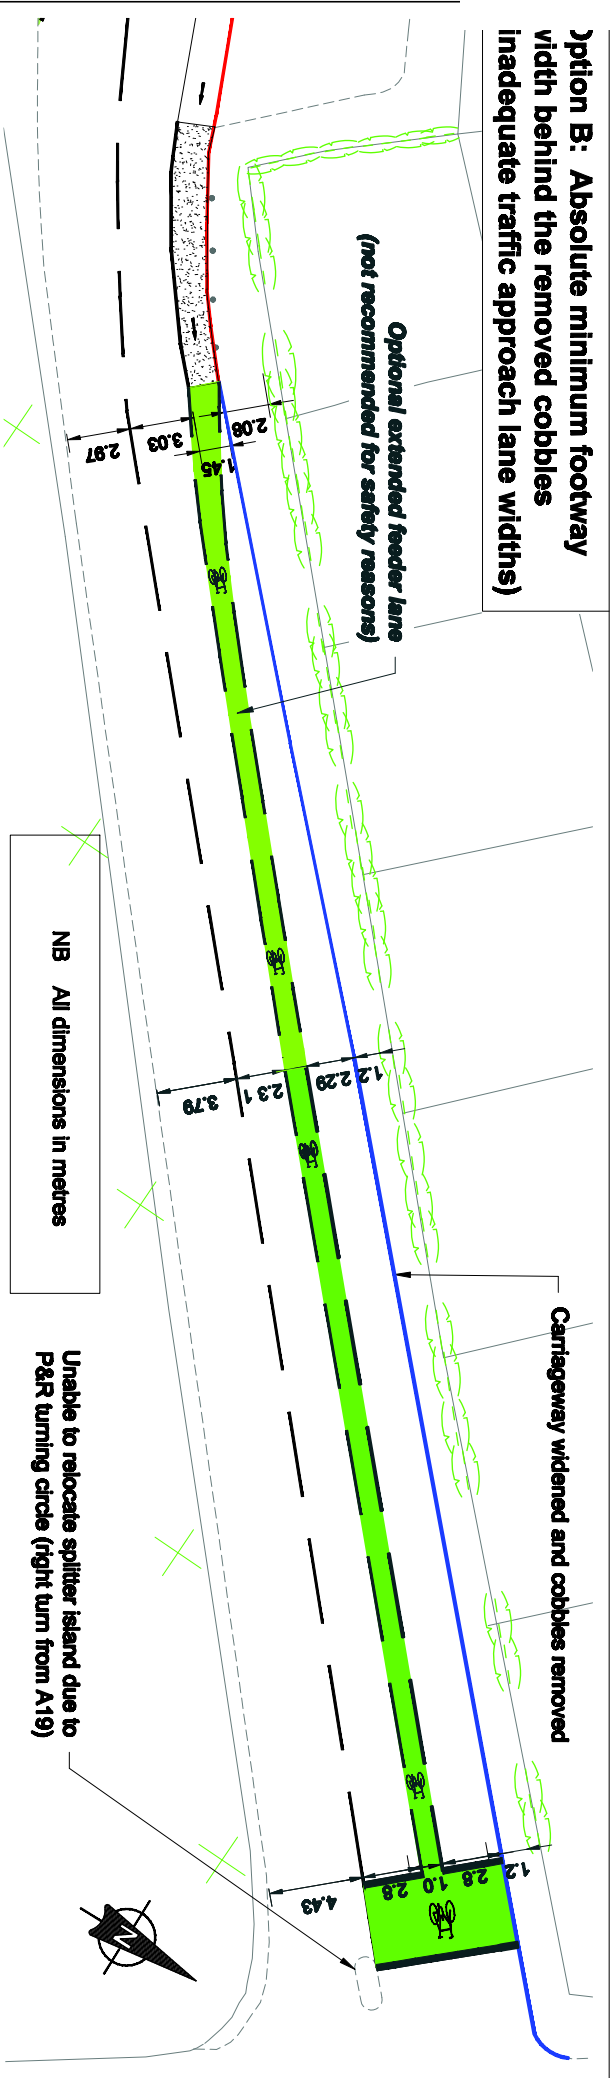 Option B: Absolute minimum footway
width behind the removed cobbles
inadequate traffic approach lane widths)
Optional extended feeder lane
(not recommended for safety reasons)
Carriageway widened and cobbles removed
2.08
1.45
3.03
2.97
1.2
2.29
2.31
3.79
1.2
2.8
1.0
2.8
4.43
NB All dimensions in metres
Unable to relocate splitter island due to
P&R turning circle (right turn from A19)
N